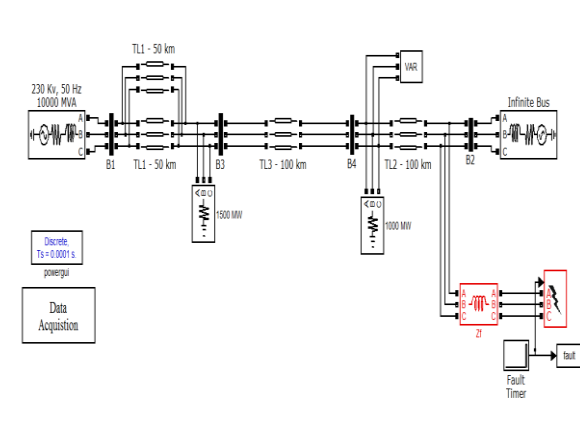 TL1 - 50 km
VAR
230 Kv, 50 Hz
10000 MVA
Infinite Bus
A
B
C
A
B
C
B1
TL1 - 50 km
B3
TL3 - 100 km
B4
TL2 - 100 km
B2
A B C
1500 MW
A B C
1000 MW
Discrete,
Ts = 0.0001 s.
powergui
Data
Acquistion
A
B
C
A
B
C
A
B
C
Zf
fault
Fault
Timer